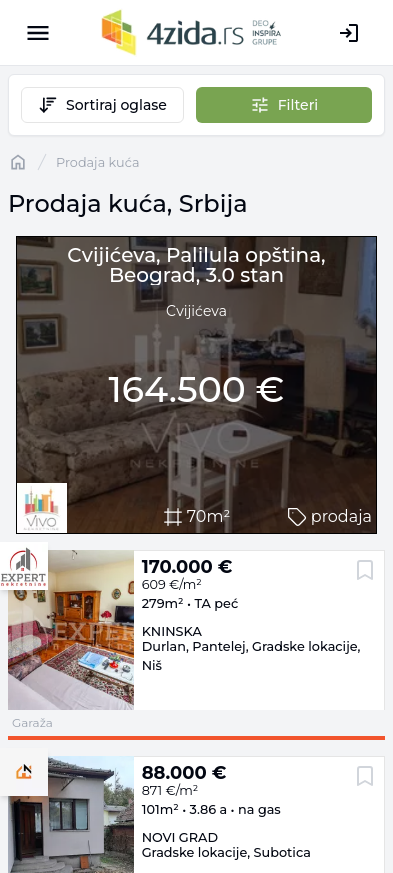 4zida.rs
DEO
INSPIRA
GRUPE
Sortiraj oglase
Filteri
/ Prodaja kuća
Prodaja kuća, Srbija
Cvijićeva, Palilula opština,
Beograd, 3.0 stan
Cvijićeva
164.500 €
VIVO
NEKRETNINE
VIVO
NEKRETNINE
70m²
prodaja
EXPERT
nekretnine
EXPER
170.000 €
609 €/m²
279m² • TA peć
KNINSKA
Durlan, Pantelej, Gradske lokacije,
Niš
Garaža
88.000 €
871 €/m²
101m² • 3.86 a • na gas
NOVI GRAD
Gradske lokacije, Subotica